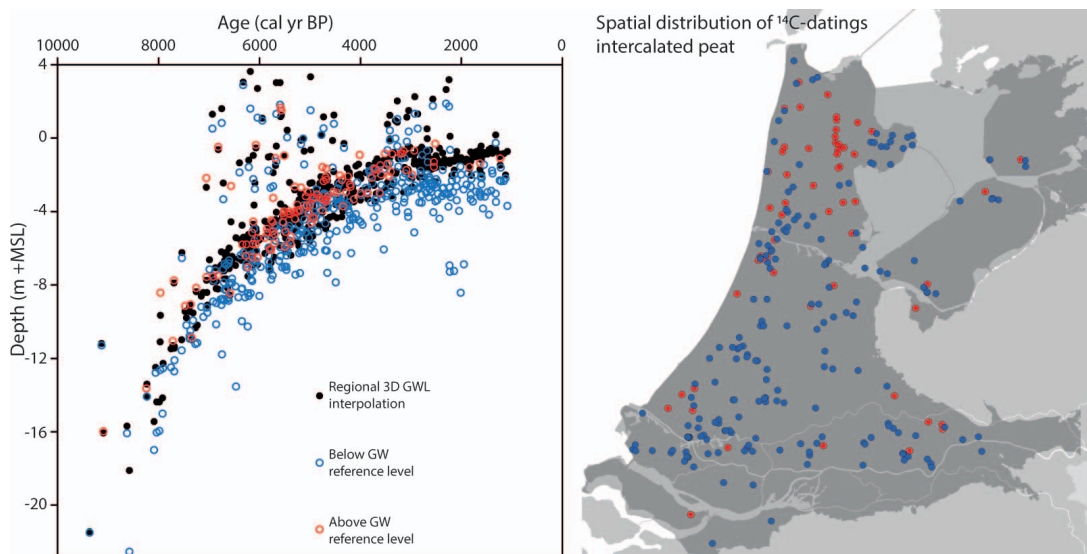 Age (cal yr BP)
10000 8000 6000 4000 2000 0
4
0
-4
-8
-12
-16
-20
Depth (m +MSL)
Regional 3D GWL
interpolation
Below GW
reference level
Above GW
reference level
Spatial distribution of ¹⁴C-datings
intercalated peat